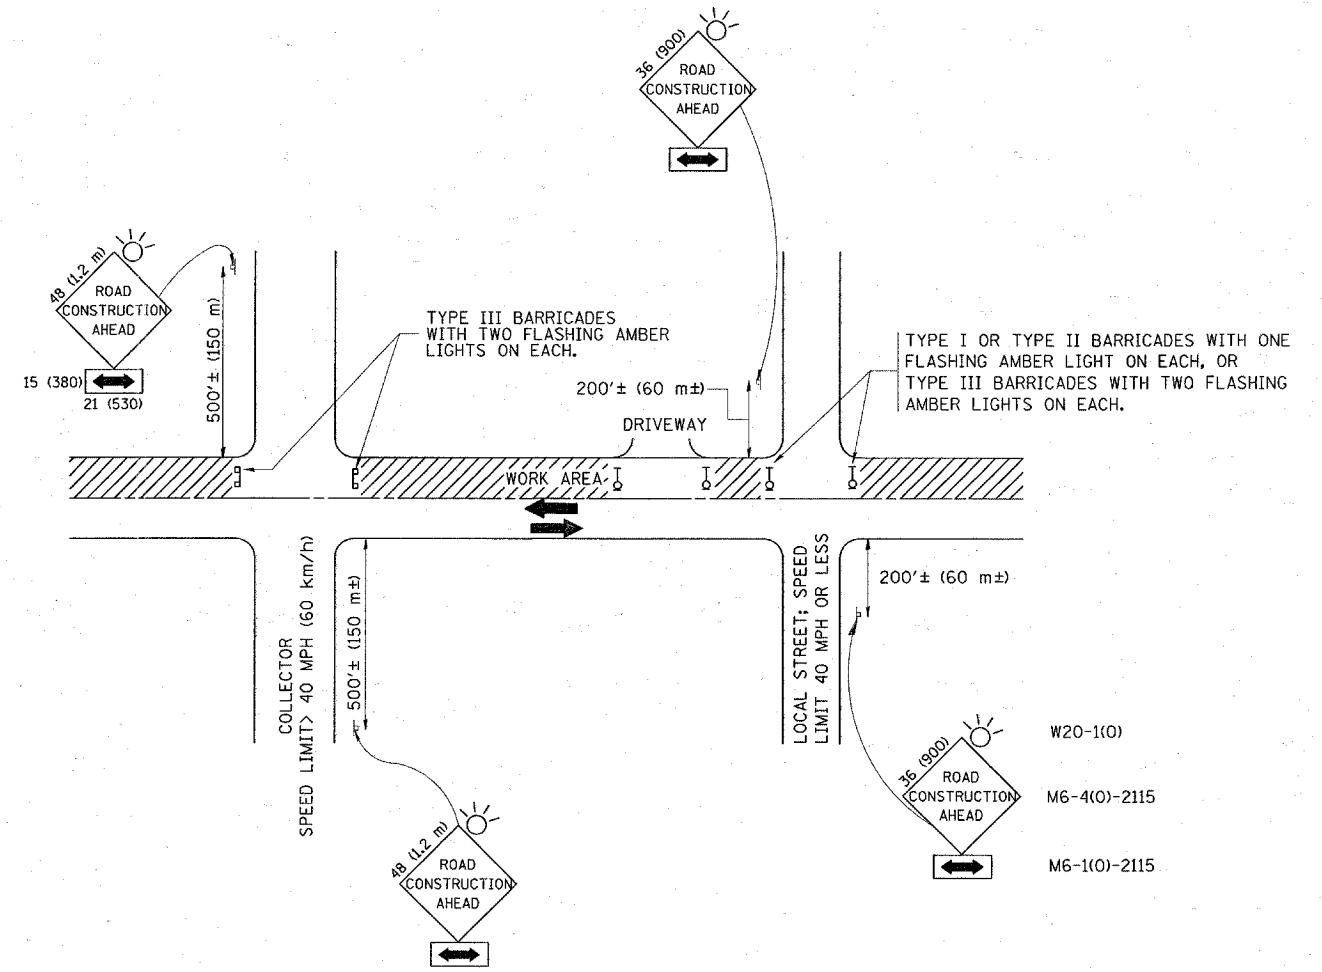 36 (900)
ROAD
CONSTRUCTION
AHEAD
48 (1.2 m)
ROAD
CONSTRUCTION
AHEAD
15 (380)
21 (530)
500'± (150 m)
TYPE III BARRICADES
WITH TWO FLASHING AMBER
LIGHTS ON EACH.
200'± (60 m±)
DRIVEWAY
TYPE I OR TYPE II BARRICADES WITH ONE
FLASHING AMBER LIGHT ON EACH, OR
TYPE III BARRICADES WITH TWO FLASHING
AMBER LIGHTS ON EACH.
WORK AREA
COLLECTOR
SPEED LIMIT> 40 MPH (60 km/h)
500'± (150 m±)
LOCAL STREET; SPEED
LIMIT 40 MPH OR LESS
200'± (60 m±)
48 (1.2 m)
ROAD
CONSTRUCTION
AHEAD
36 (900)
ROAD
CONSTRUCTION
AHEAD
W20-1(O)
M6-4(O)-2115
M6-1(O)-2115